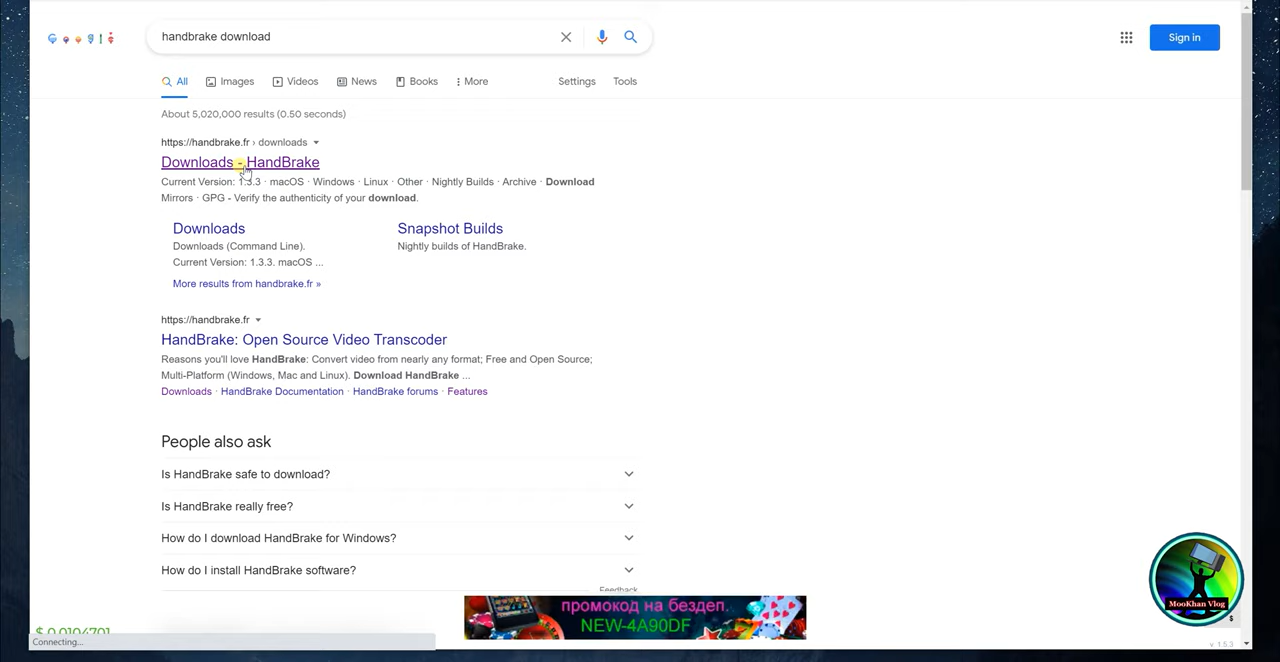 handbrake download
Sign in
All Images Videos News Books More Settings Tools
About 5,020,000 results (0.50 seconds)
https://handbrake.fr › downloads
Downloads - HandBrake
Current Version: 1.3.3 · macOS · Windows · Linux · Other · Nightly Builds · Archive · Download
Mirrors · GPG - Verify the authenticity of your download.
Downloads
Downloads (Command Line).
Current Version: 1.3.3. macOS ...
More results from handbrake.fr »
Snapshot Builds
Nightly builds of HandBrake.
https://handbrake.fr
HandBrake: Open Source Video Transcoder
Reasons you'll love HandBrake: Convert video from nearly any format; Free and Open Source;
Multi-Platform (Windows, Mac and Linux). Download HandBrake ...
Downloads · HandBrake Documentation · HandBrake forums · Features
People also ask
Is HandBrake safe to download?
Is HandBrake really free?
How do I download HandBrake for Windows?
How do I install HandBrake software?
Feedback
промокод на бездеп.
NEW-4A90DF
MooKhan Vlog
$
$ 0.0104701
Connecting...
v. 1.5.3